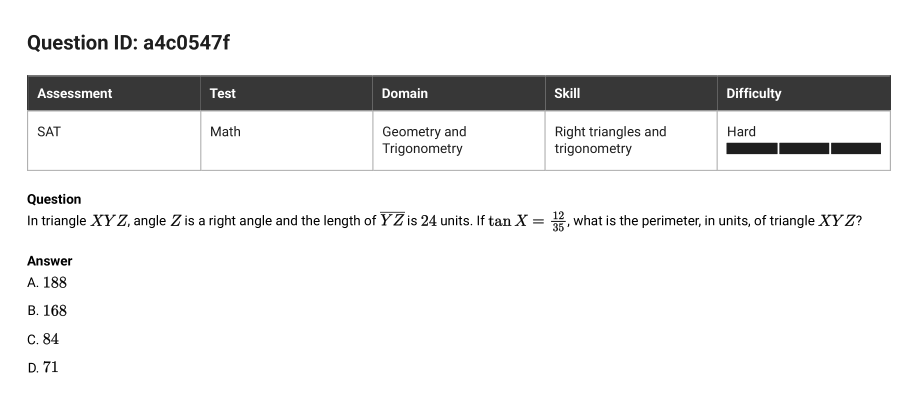 Question ID: a4c0547f
Assessment Test Domain Skill Difficulty
SAT Math Geometry and Trigonometry Right triangles and trigonometry Hard
Question
In triangle XYZ, angle Z is a right angle and the length of \overline{YZ} is 24 units. If tan X = \frac{12}{35}, what is the perimeter, in units, of triangle XYZ?
Answer
A. 188
B. 168
C. 84
D. 71